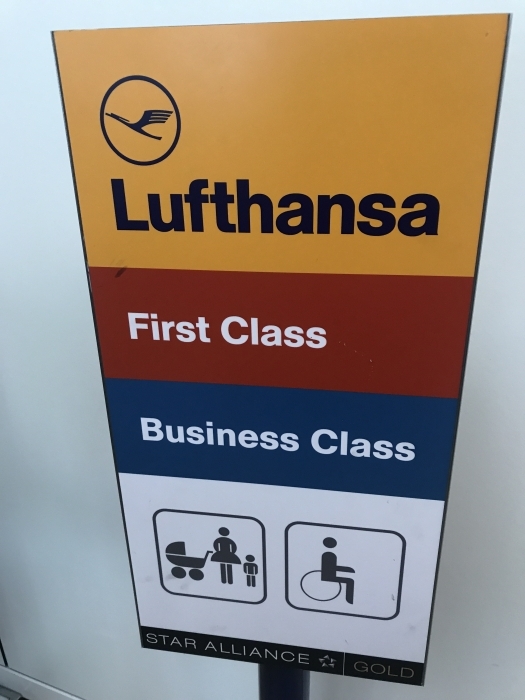 Lufthansa
First Class
Business Class
STAR ALLIANCE GOLD